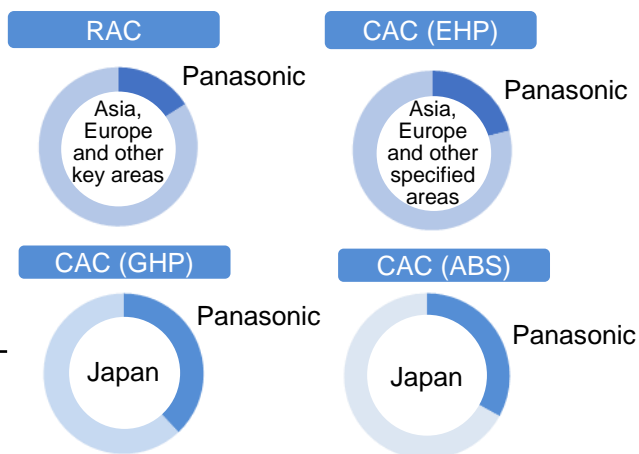 RAC
CAC (EHP)
Panasonic
Asia,
Europe
and other
key areas
Panasonic
Asia,
Europe
and other
specified
areas
CAC (GHP)
CAC (ABS)
Panasonic
Japan
Panasonic
Japan